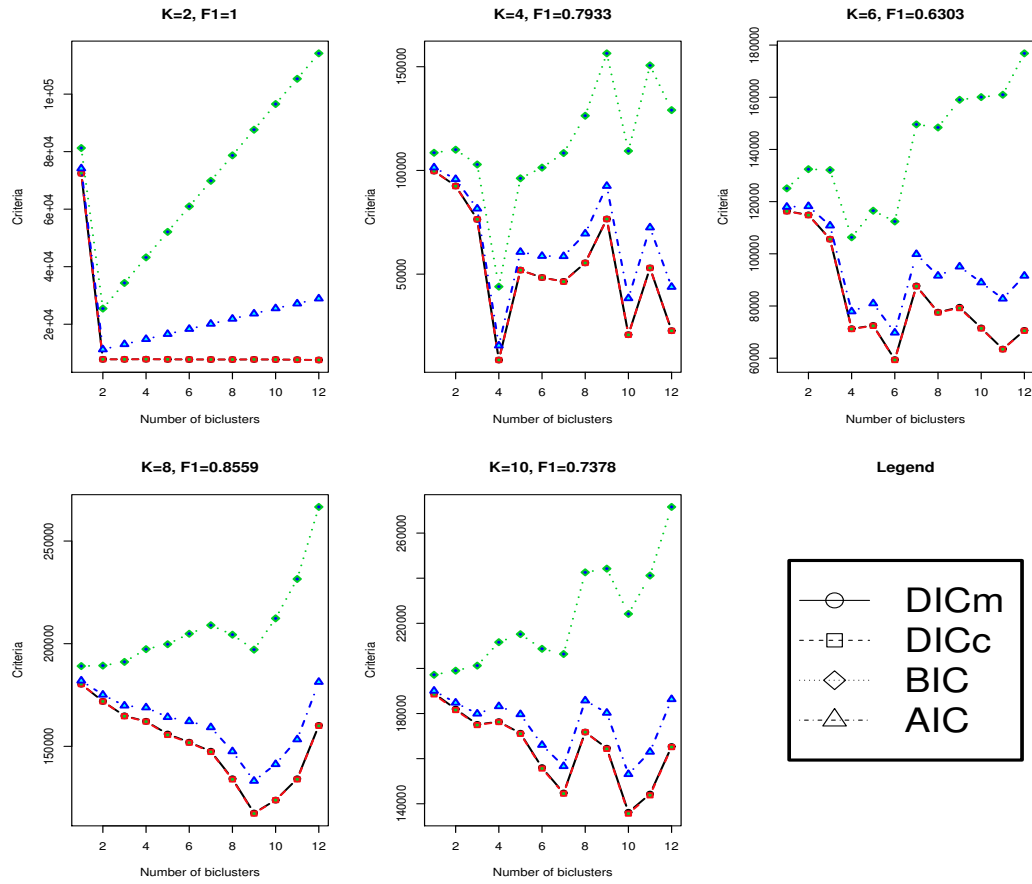 K=2, F1=1
Criteria
2e+04
4e+04
6e+04
8e+04
1e+05
2 4 6 8 10 12
Number of biclusters
K=4, F1=0.7933
Criteria
50000
100000
150000
2 4 6 8 10 12
Number of biclusters
K=6, F1=0.6303
Criteria
60000
80000
100000
120000
140000
160000
180000
2 4 6 8 10 12
Number of biclusters
K=8, F1=0.8559
Criteria
150000
200000
250000
2 4 6 8 10 12
Number of biclusters
K=10, F1=0.7378
Criteria
140000
180000
220000
260000
2 4 6 8 10 12
Number of biclusters
Legend
DICm
DICc
BIC
AIC